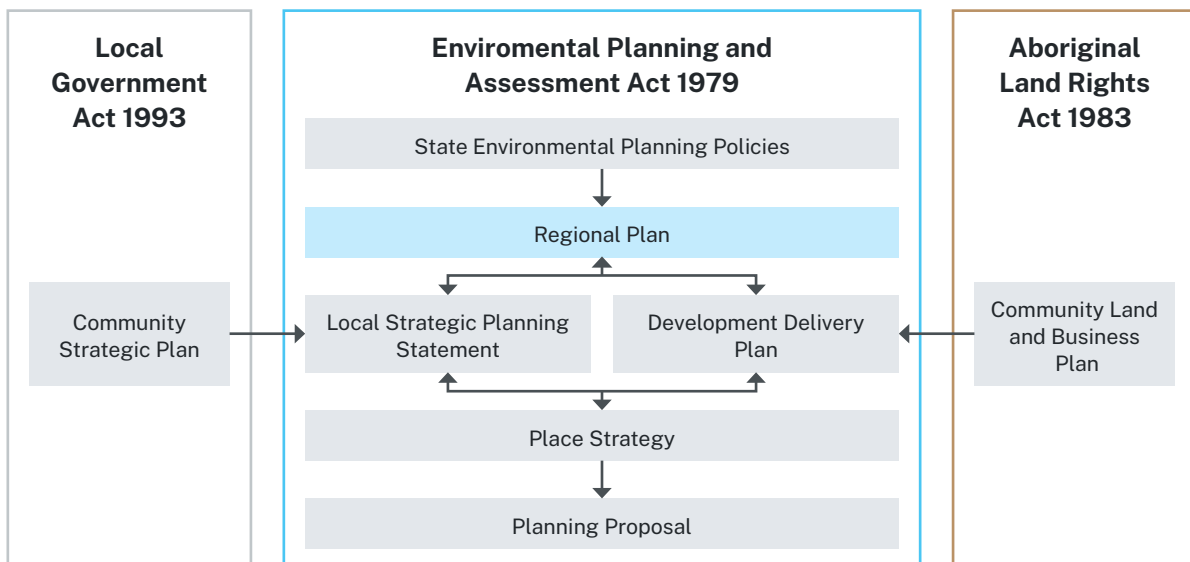 Local
Government
Act 1993
Enviromental Planning and
Assessment Act 1979
Aboriginal
Land Rights
Act 1983
State Environmental Planning Policies
Regional Plan
Community
Strategic Plan
Local Strategic Planning
Statement
Development Delivery
Plan
Community Land
and Business
Plan
Place Strategy
Planning Proposal